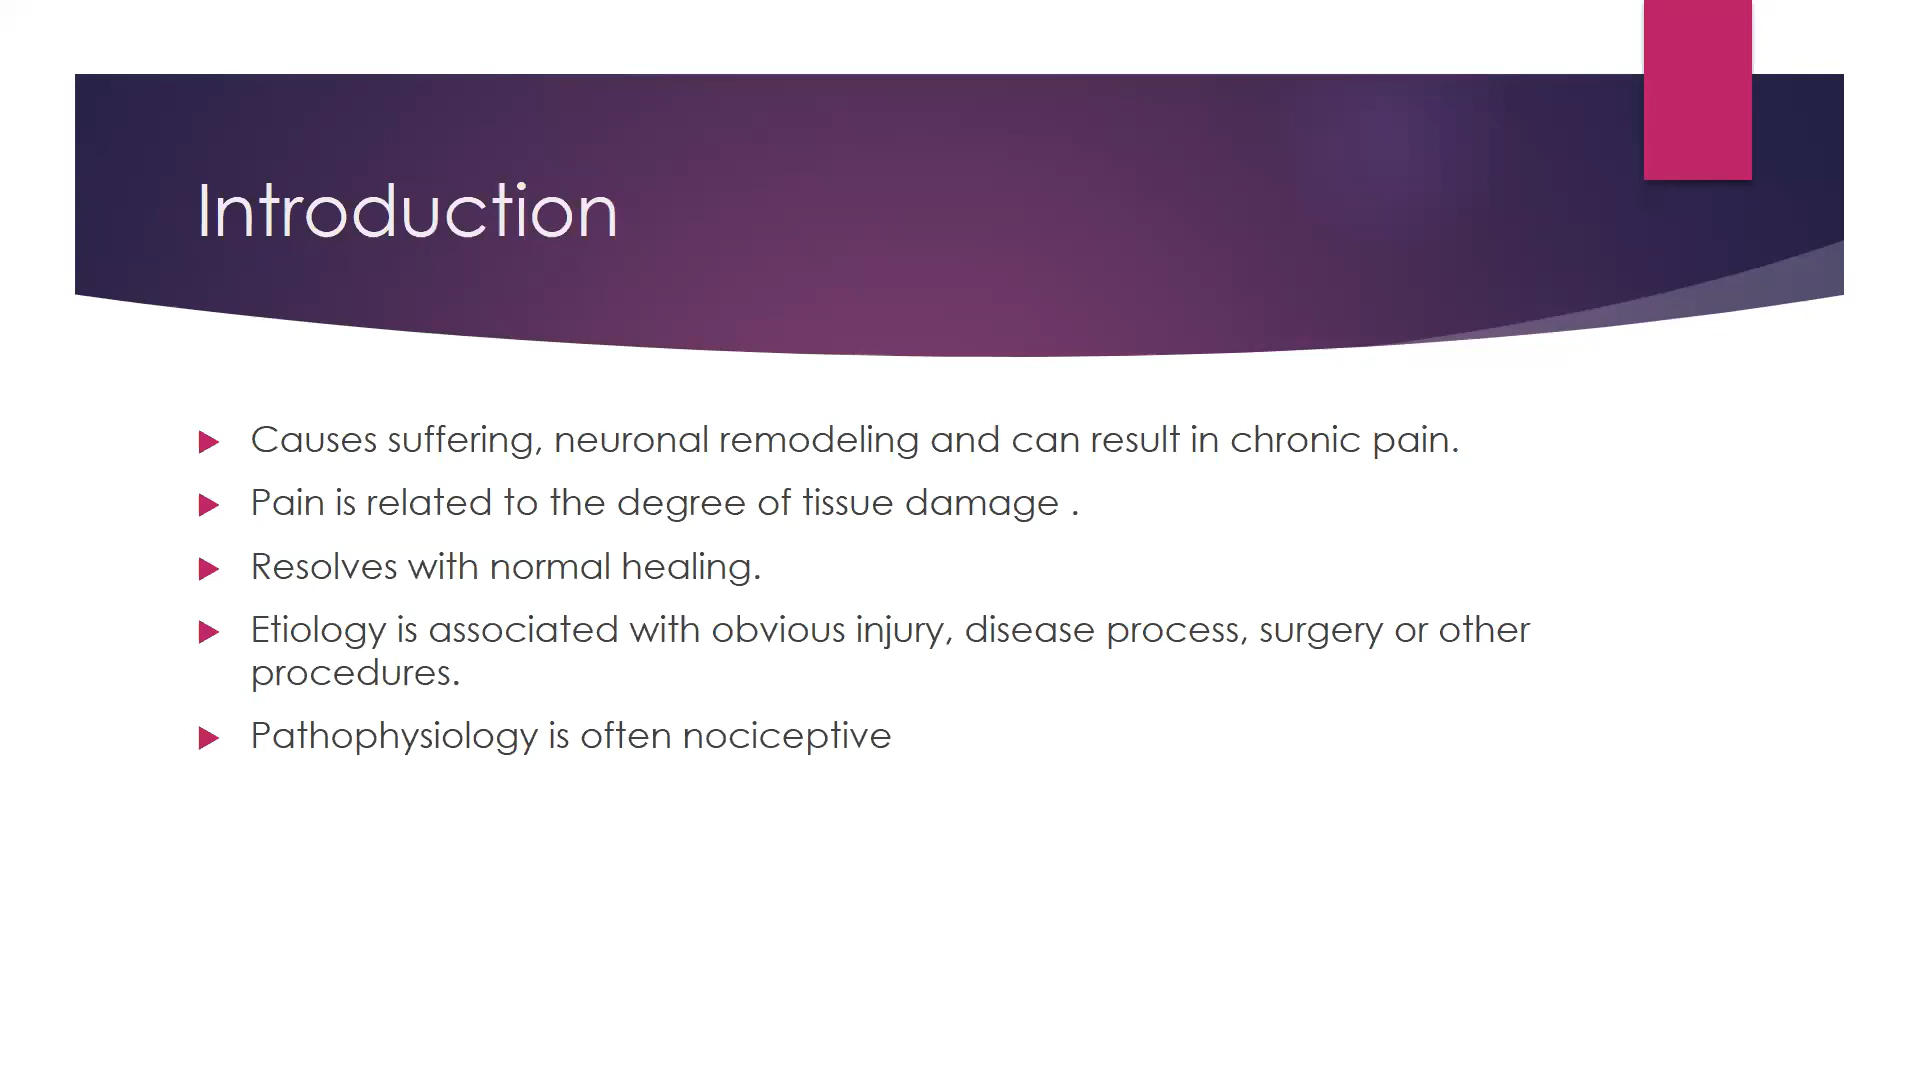 Introduction
Causes suffering, neuronal remodeling and can result in chronic pain.
Pain is related to the degree of tissue damage .
Resolves with normal healing.
Etiology is associated with obvious injury, disease process, surgery or other
procedures.
Pathophysiology is often nociceptive